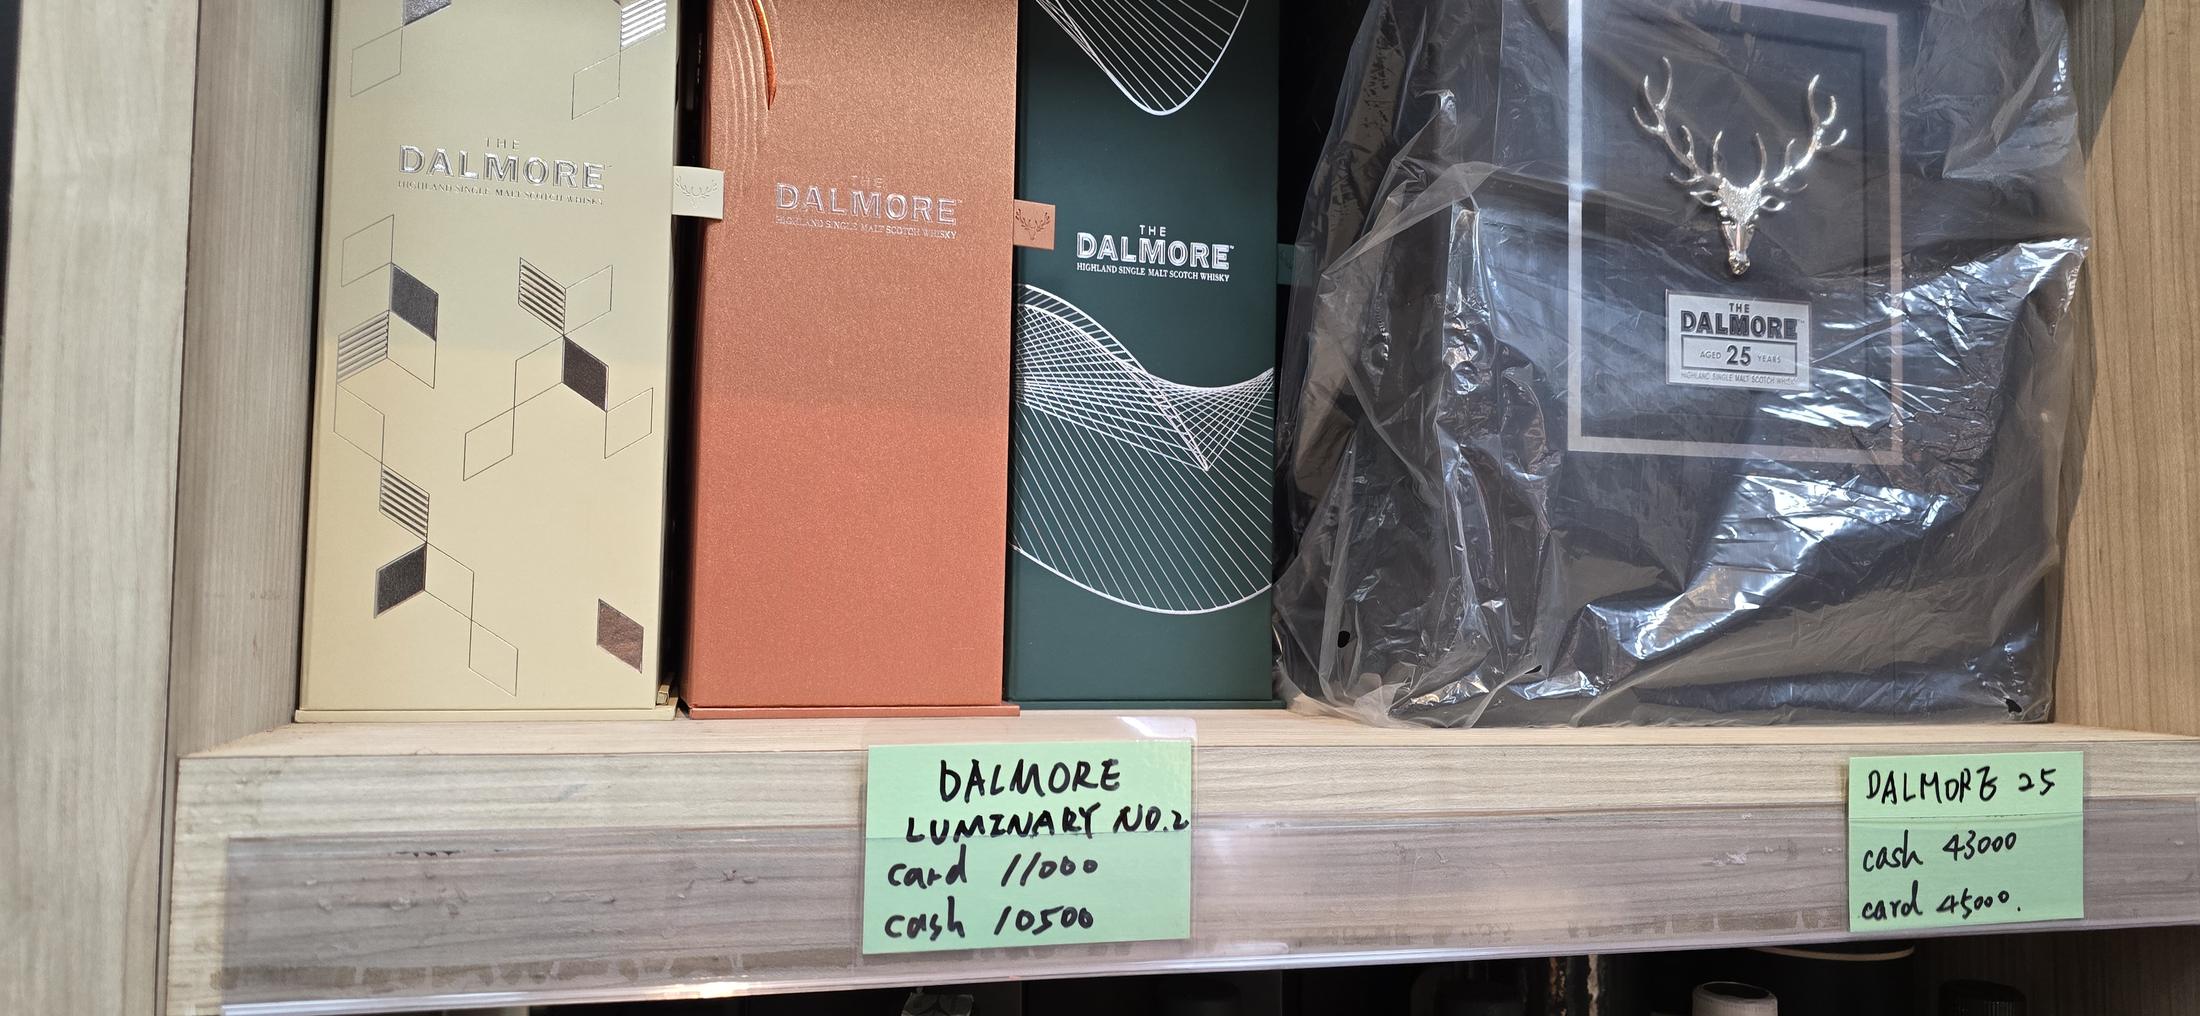 THE
DALMORE
HIGHLAND SINGLE MALT SCOTCH WHISKY
THE
DALMORE
HIGHLAND SINGLE MALT SCOTCH WHISKY
THE
DALMORE™
HIGHLAND SINGLE MALT SCOTCH WHISKY
THE
DALMORE
AGED 25 YEARS
HIGHLAND SINGLE MALT SCOTCH WHISKY
DALMORE
LUMINARY NO.2
card 11000
cash 10500
DALMORE 25
cash 43000
card 45000.